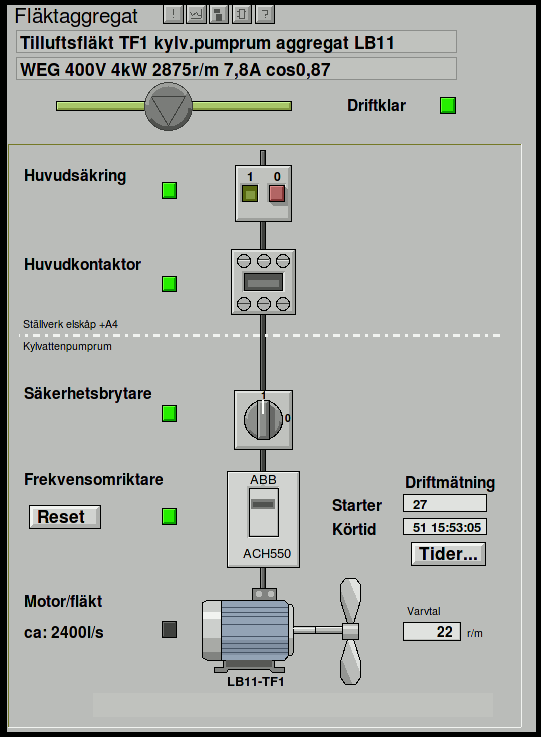 Fläktaggregat
Tilluftsfläkt TF1 kylv.pumprum aggregat LB11
WEG 400V 4kW 2875r/m 7,8A cos0,87
Driftklar
Huvudsäkring
1 0
Huvudkontaktor
Ställverk elskåp +A4
Kylvattenpumprum
Säkerhetsbrytare
1
0
Frekvensomriktare
ABB
Driftmätning
Reset
Starter 27
Körtid 51 15:53:05
ACH550
Tider...
Motor/fläkt
Varvtal
ca: 2400l/s
22 r/m
LB11-TF1